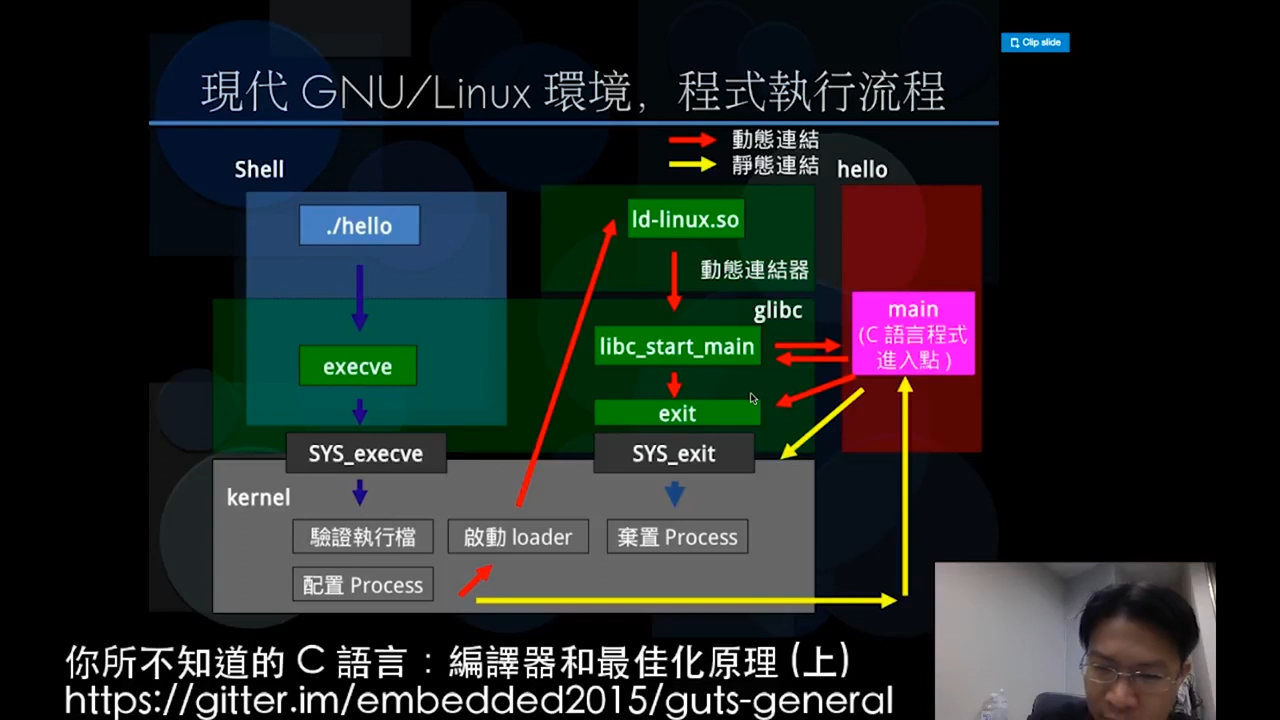 Clip slide
現代 GNU/Linux 環境，程式執行流程
動態連結
靜態連結
Shell
hello
./hello
ld-linux.so
動態連結器
glibc
main
(C 語言程式
進入點 )
libc_start_main
execve
exit
SYS_execve
SYS_exit
kernel
驗證執行檔
啟動 loader
棄置 Process
配置 Process
你所不知道的 C 語言：編譯器和最佳化原理 (上)
https://gitter.im/embedded2015/guts-general